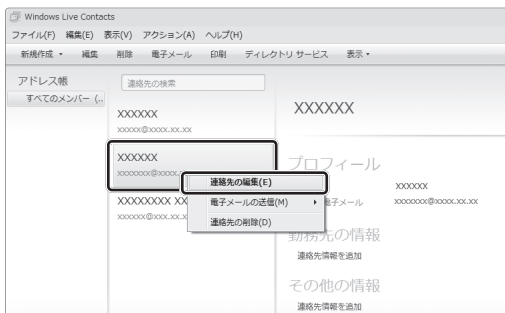 Windows Live Contacts
ファイル(F) 編集(E) 表示(V) アクション(A) ヘルプ(H)
新規作成 編集 削除 電子メール 印刷 ディレクトリ サービス 表示
アドレス帳
すべてのメンバー (..
連絡先の検索
XXXXXX
xxxxx@xxxx.xx.xx
XXXXXX
XXXXXXXX XX
xxxxxx@xxx.xx.x
連絡先の編集(E)
電子メールの送信(M)
連絡先の削除(D)
XXXXXX
プロフィール
XXXXXX
電子メール xxxxxxx@xxx.xx.xx
勤務先の情報
連絡先情報を追加
その他の情報
連絡先情報を追加